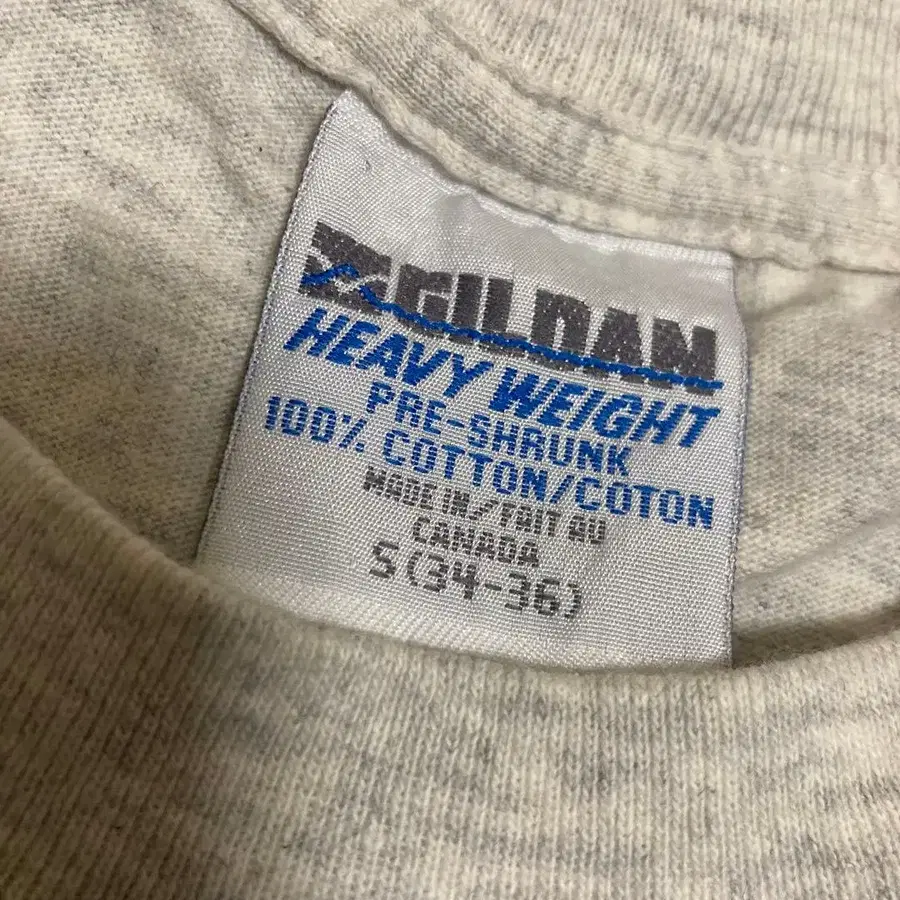 GILDAN
HEAVY WEIGHT
PRE-SHRUNK
100% COTTON/COTON
MADE IN/FAIT AU
CANADA
S(34-36)